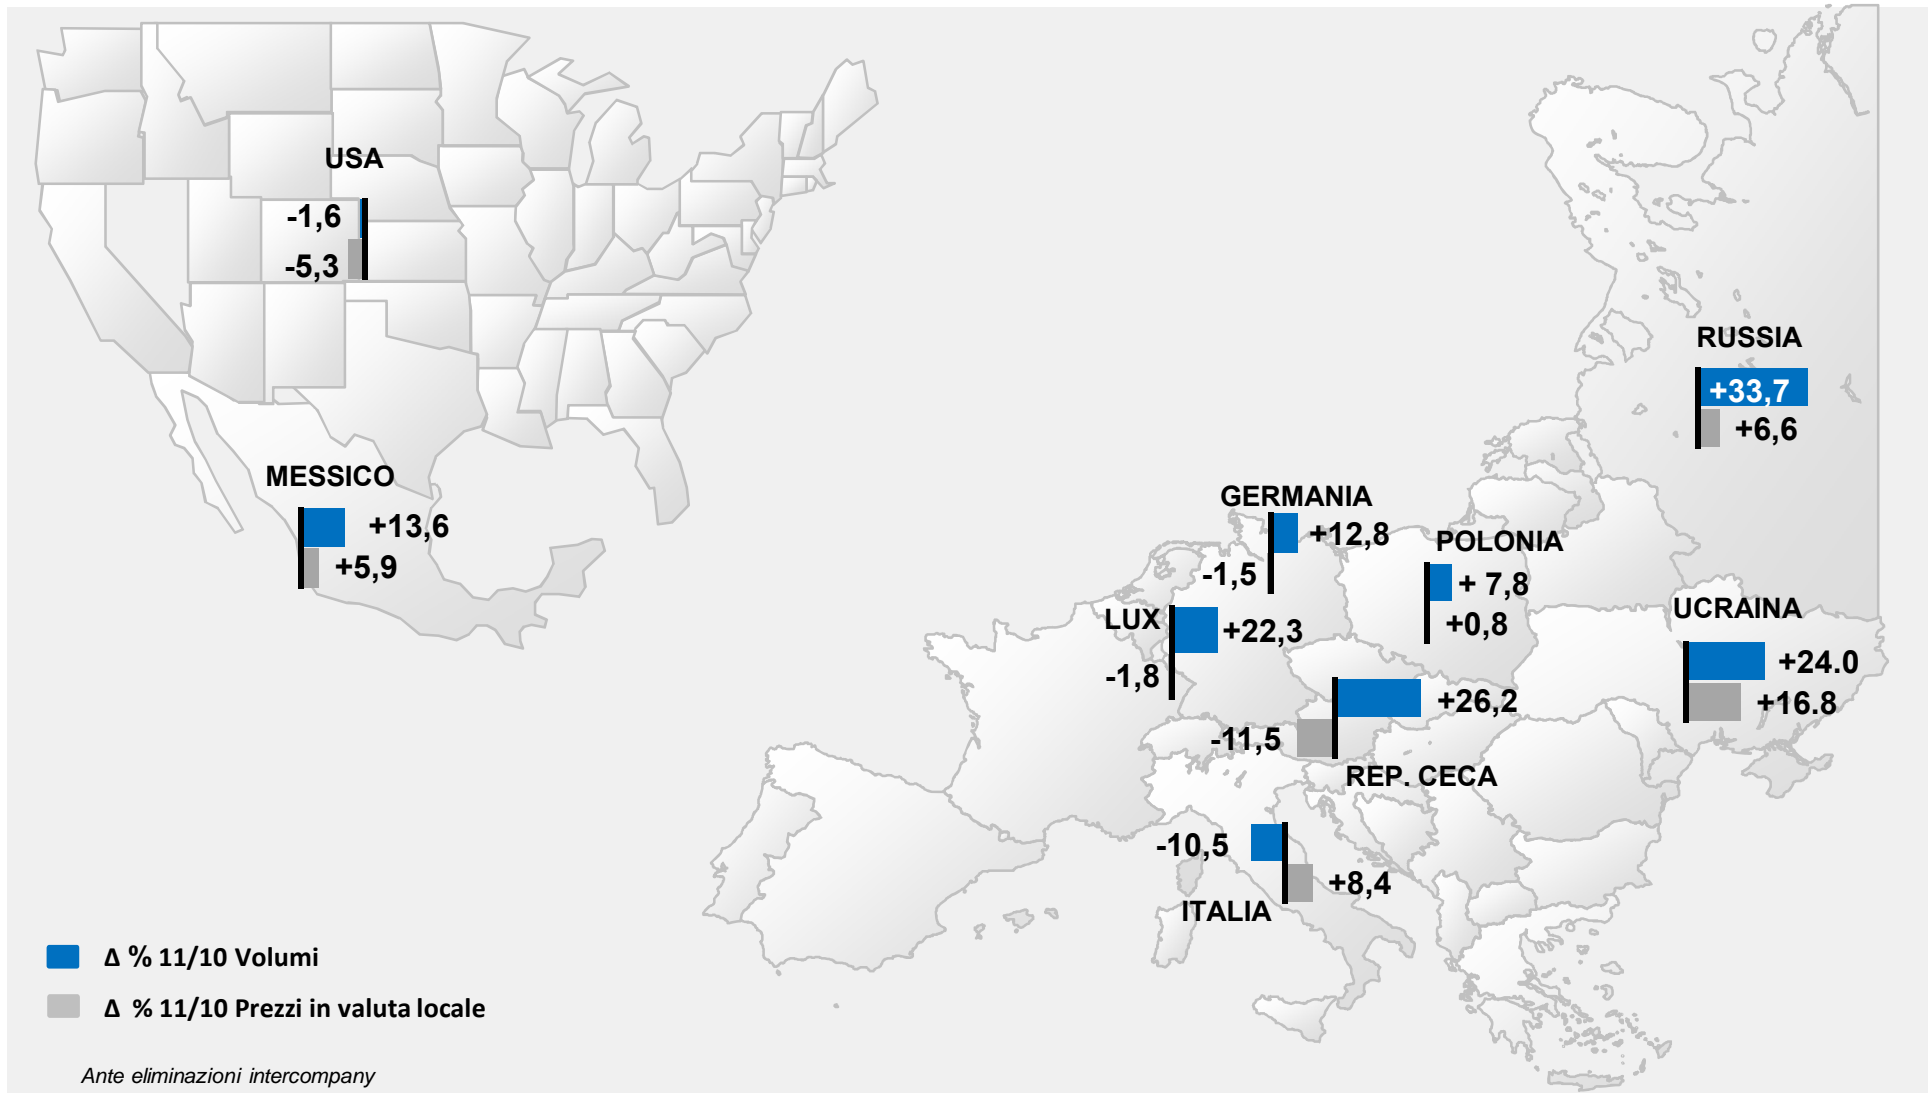 USA
-1,6
-5,3
MESSICO
+13,6
+5,9
RUSSIA
+33,7
+6,6
GERMANIA
+12,8
-1,5
POLONIA
+ 7,8
+0,8
LUX
+22,3
-1,8
UCRAINA
+24.0
+16.8
+26,2
-11,5
REP. CECA
-10,5
+8,4
ITALIA
Δ % 11/10 Volumi
Δ % 11/10 Prezzi in valuta locale
Ante eliminazioni intercompany